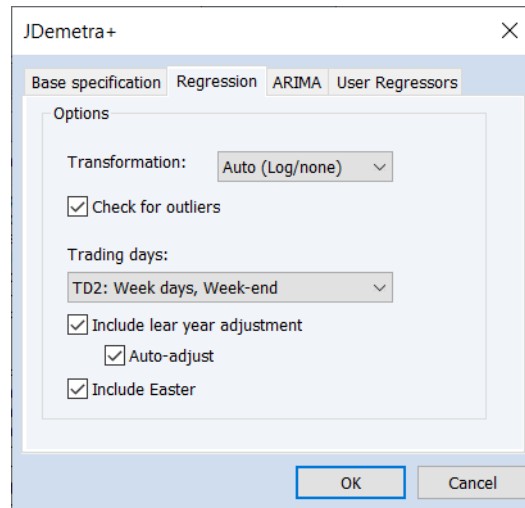 JDemetra+
Base specification Regression ARIMA User Regressors
Options
Transformation: Auto (Log/none)
Check for outliers
Trading days:
TD2: Week days, Week-end
Include lear year adjustment
Auto-adjust
Include Easter
OK Cancel